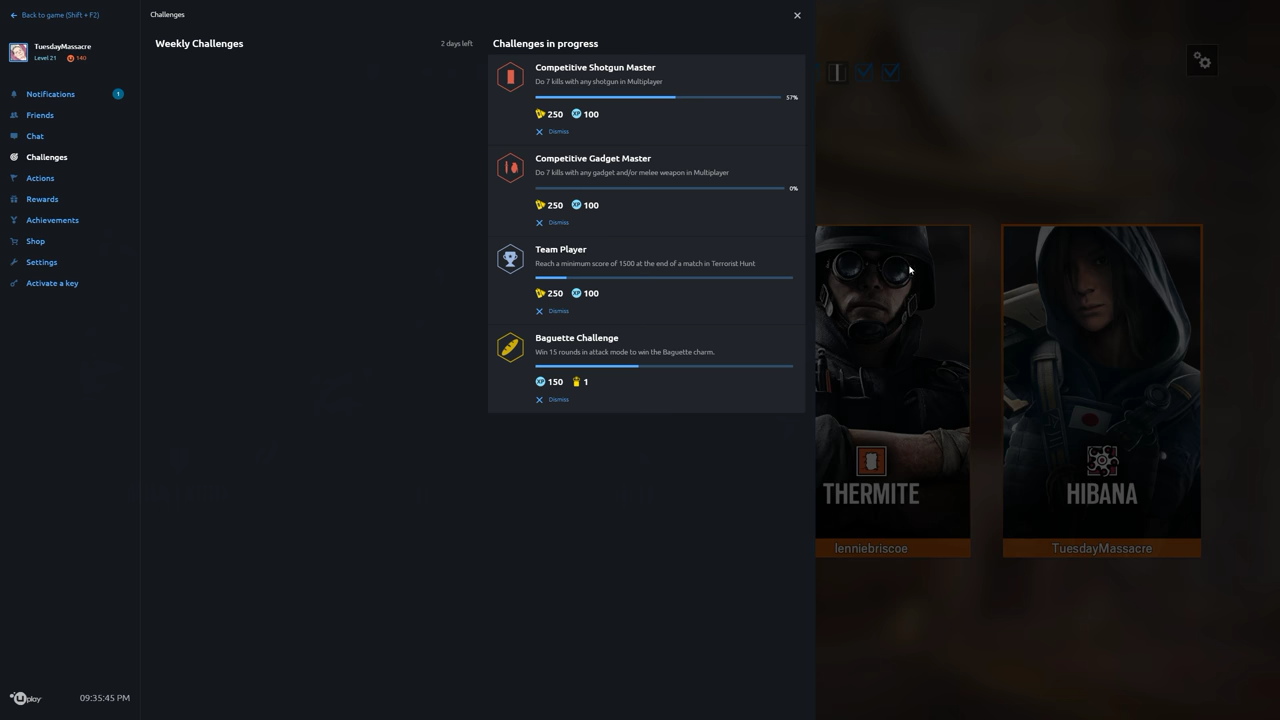 Back to game (Shift + F2)
TuesdayMassacre
Level 21 140
Notifications 1
Friends
Chat
Challenges
Actions
Rewards
Achievements
Shop
Settings
Activate a key
uplay 09:35:45 PM
Challenges
Weekly Challenges 2 days left
Challenges in progress
Competitive Shotgun Master
Do 7 kills with any shotgun in Multiplayer
57%
250 XP 100
Dismiss
Competitive Gadget Master
Do 7 kills with any gadget and/or melee weapon in Multiplayer
0%
250 XP 100
Dismiss
Team Player
Reach a minimum score of 1500 at the end of a match in Terrorist Hunt
250 XP 100
Dismiss
Baguette Challenge
Win 15 rounds in attack mode to win the Baguette charm.
XP 150 1
Dismiss
THERMITE
lenniebriscoe
HIBANA
TuesdayMassacre